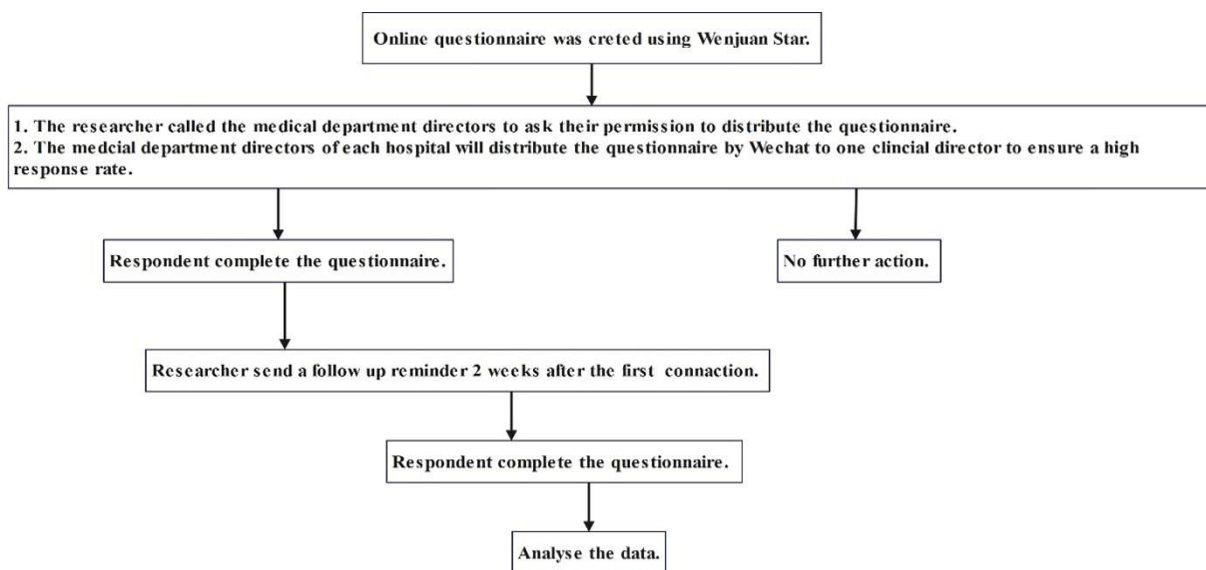 Online questionnaire was creted using Wenjuan Star.
1. The researcher called the medical department directors to ask their permission to distribute the questionnaire.
2. The medcial department directors of each hospital will distribute the questionnaire by Wechat to one clincial director to ensure a high
response rate.
Respondent complete the questionnaire.
No further action.
Researcher send a follow up reminder 2 weeks after the first connaction.
Respondent complete the questionnaire.
Analyse the data.